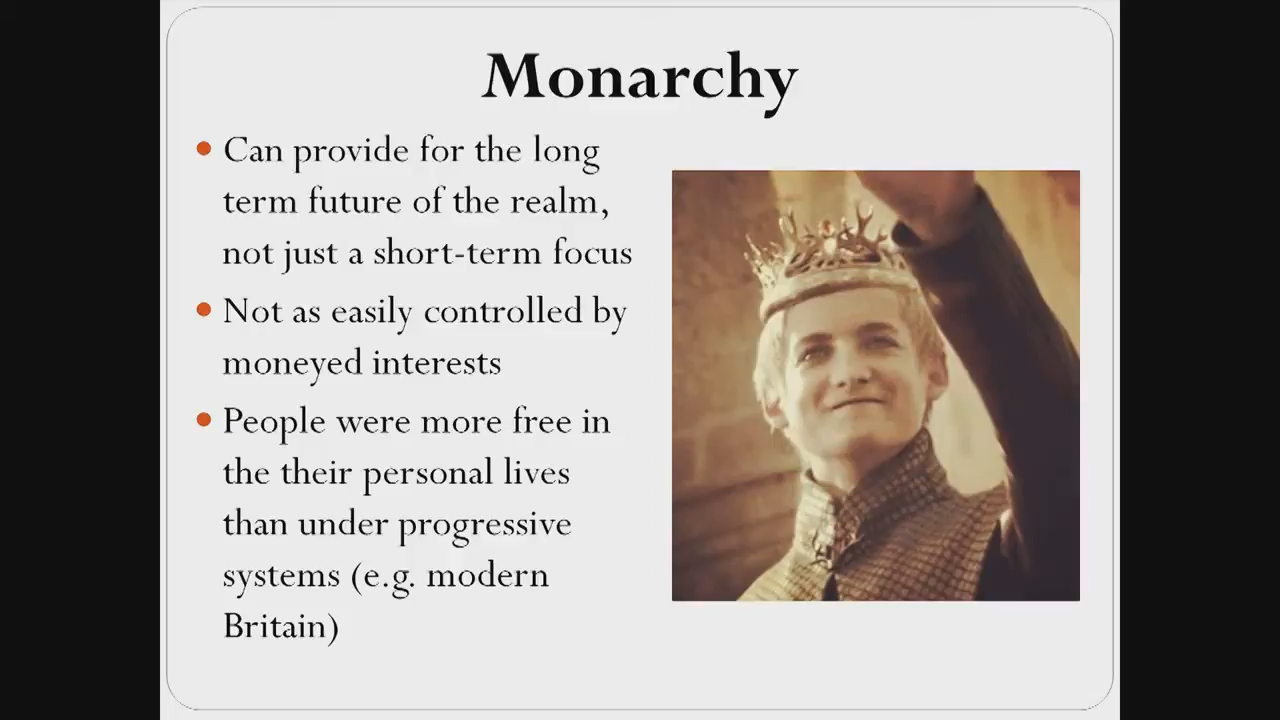 Monarchy
Can provide for the long
term future of the realm,
not just a short-term focus
Not as easily controlled by
moneyed interests
People were more free in
the their personal lives
than under progressive
systems (e.g. modern
Britain)